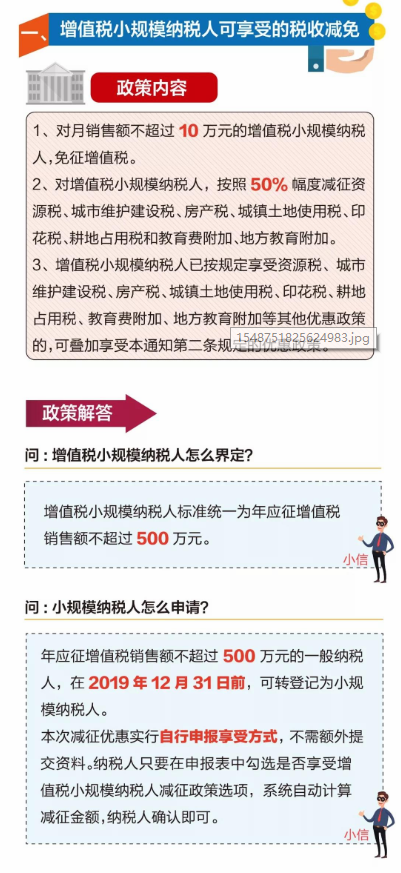 一、增值税小规模纳税人可享受的税收减免
政策内容
1、对月销售额不超过 10 万元的增值税小规模纳税
人,免征增值税。
2、对增值税小规模纳税人，按照 50% 幅度减征资
源税、城市维护建设税、房产税、城镇土地使用税、印
花税、耕地占用税和教育费附加、地方教育附加。
3、增值税小规模纳税人已按规定享受资源税、城市
维护建设税、房产税、城镇土地使用税、印花税、耕地
占用税、教育费附加、地方教育附加等其他优惠政策
的,可叠加享受本通知第二条规定的优惠政策。
1548751825624983.jpg
政策解答
问：增值税小规模纳税人怎么界定?
增值税小规模纳税人标准统一为年应征增值税
销售额不超过 500 万元。
小信
问：小规模纳税人怎么申请?
年应征增值税销售额不超过 500 万元的一般纳税
人，在 2019 年 12 月 31 日前，可转登记为小规
模纳税人。
本次减征优惠实行自行申报享受方式，不需额外提
交资料。纳税人只要在申报表中勾选是否享受增
值税小规模纳税人减征政策选项，系统自动计算
减征金额,纳税人确认即可。
小信